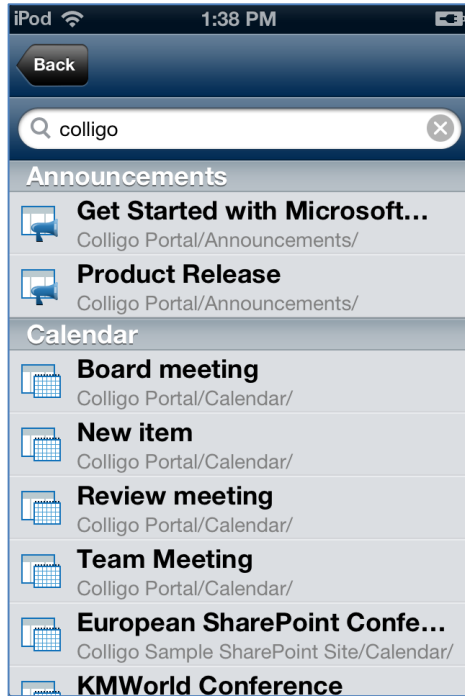 iPod 1:38 PM
Back
colligo
Announcements
Get Started with Microsoft...
Colligo Portal/Announcements/
Product Release
Colligo Portal/Announcements/
Calendar
Board meeting
Colligo Portal/Calendar/
New item
Colligo Portal/Calendar/
Review meeting
Colligo Portal/Calendar/
Team Meeting
Colligo Portal/Calendar/
European SharePoint Confe...
Colligo Sample SharePoint Site/Calendar/
KMWorld Conference